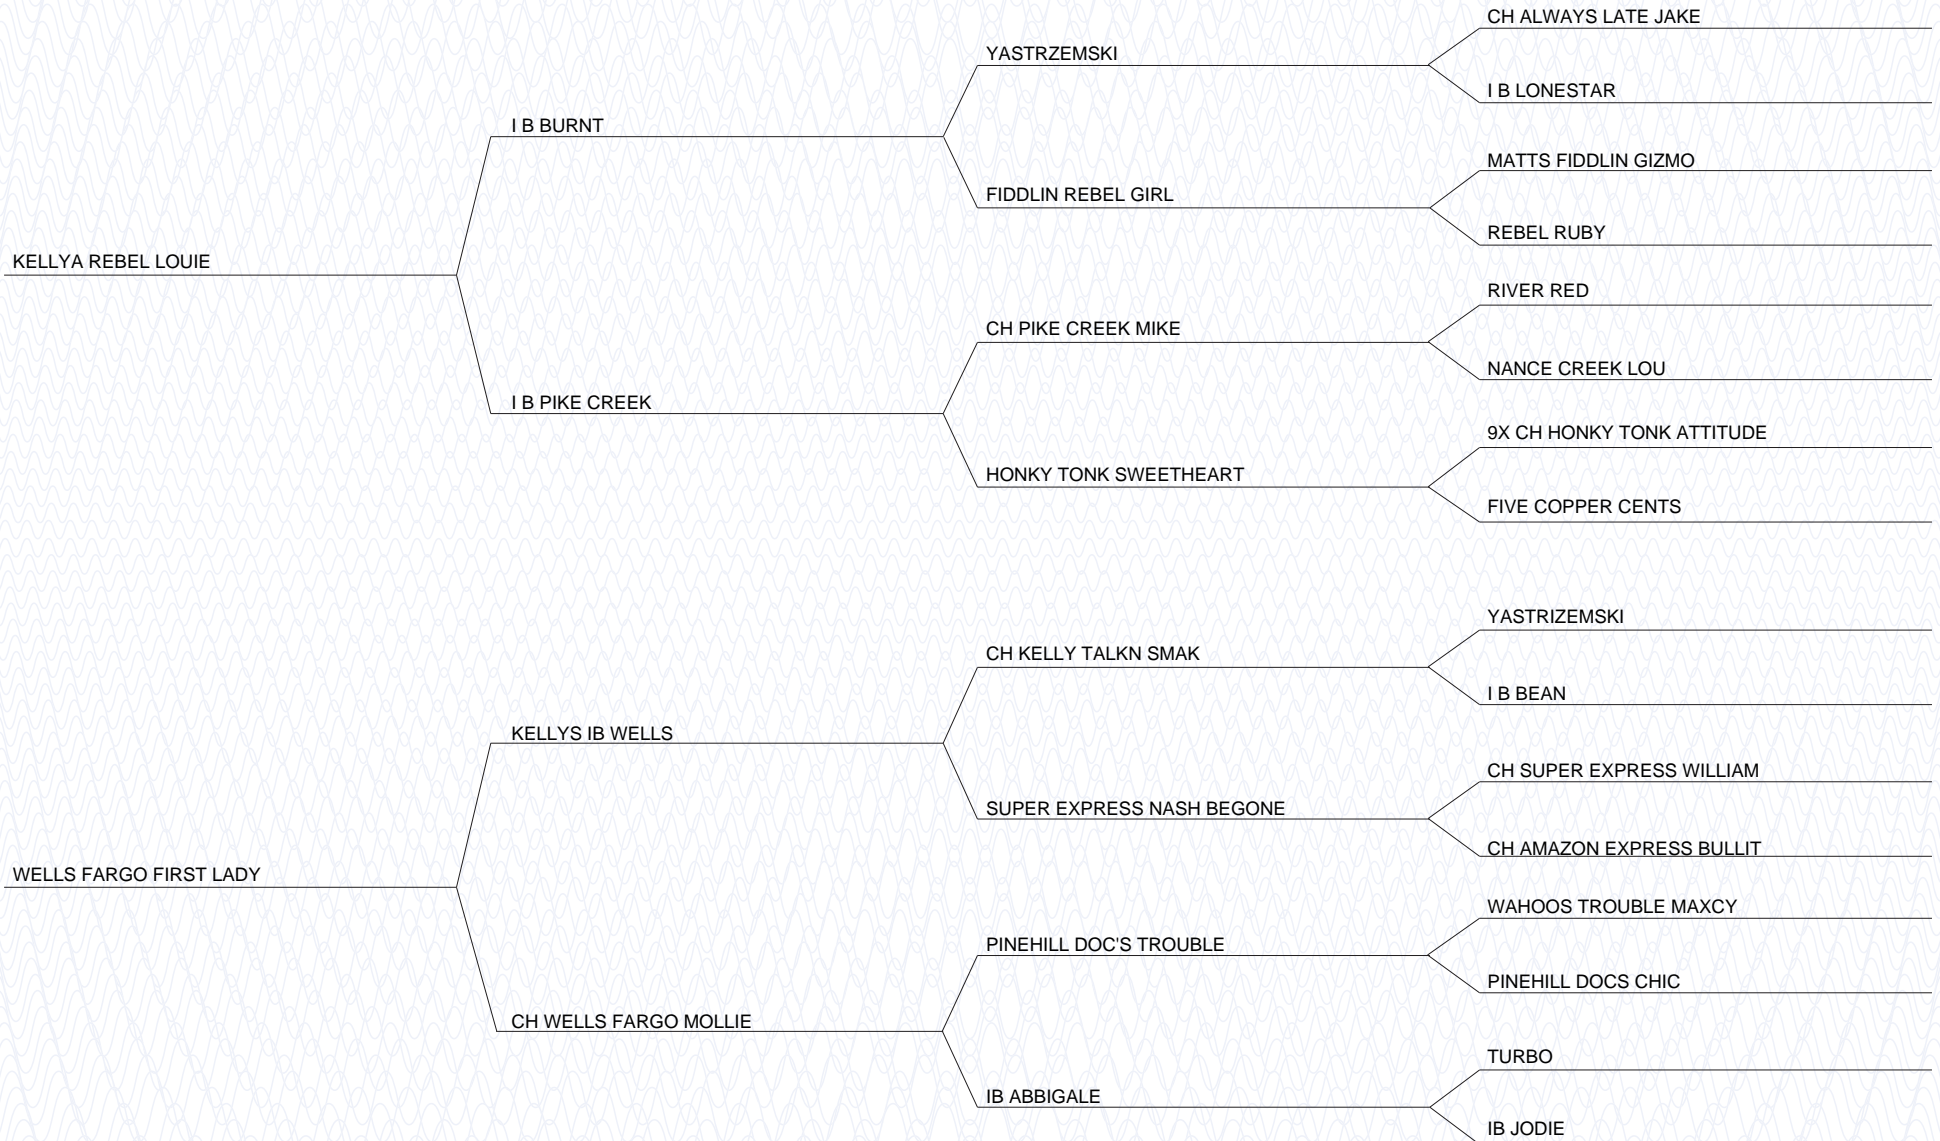 CH ALWAYS LATE JAKE
YASTRZEMSKI
I B LONESTAR
I B BURNT
MATTS FIDDLIN GIZMO
FIDDLIN REBEL GIRL
REBEL RUBY
KELLYA REBEL LOUIE
RIVER RED
CH PIKE CREEK MIKE
NANCE CREEK LOU
I B PIKE CREEK
9X CH HONKY TONK ATTITUDE
HONKY TONK SWEETHEART
FIVE COPPER CENTS
YASTRIZEMSKI
CH KELLY TALKN SMAK
I B BEAN
KELLYS IB WELLS
CH SUPER EXPRESS WILLIAM
SUPER EXPRESS NASH BEGONE
CH AMAZON EXPRESS BULLIT
WELLS FARGO FIRST LADY
WAHOOS TROUBLE MAXCY
PINEHILL DOC'S TROUBLE
PINEHILL DOCS CHIC
CH WELLS FARGO MOLLIE
TURBO
IB ABBIGALE
IB JODIE